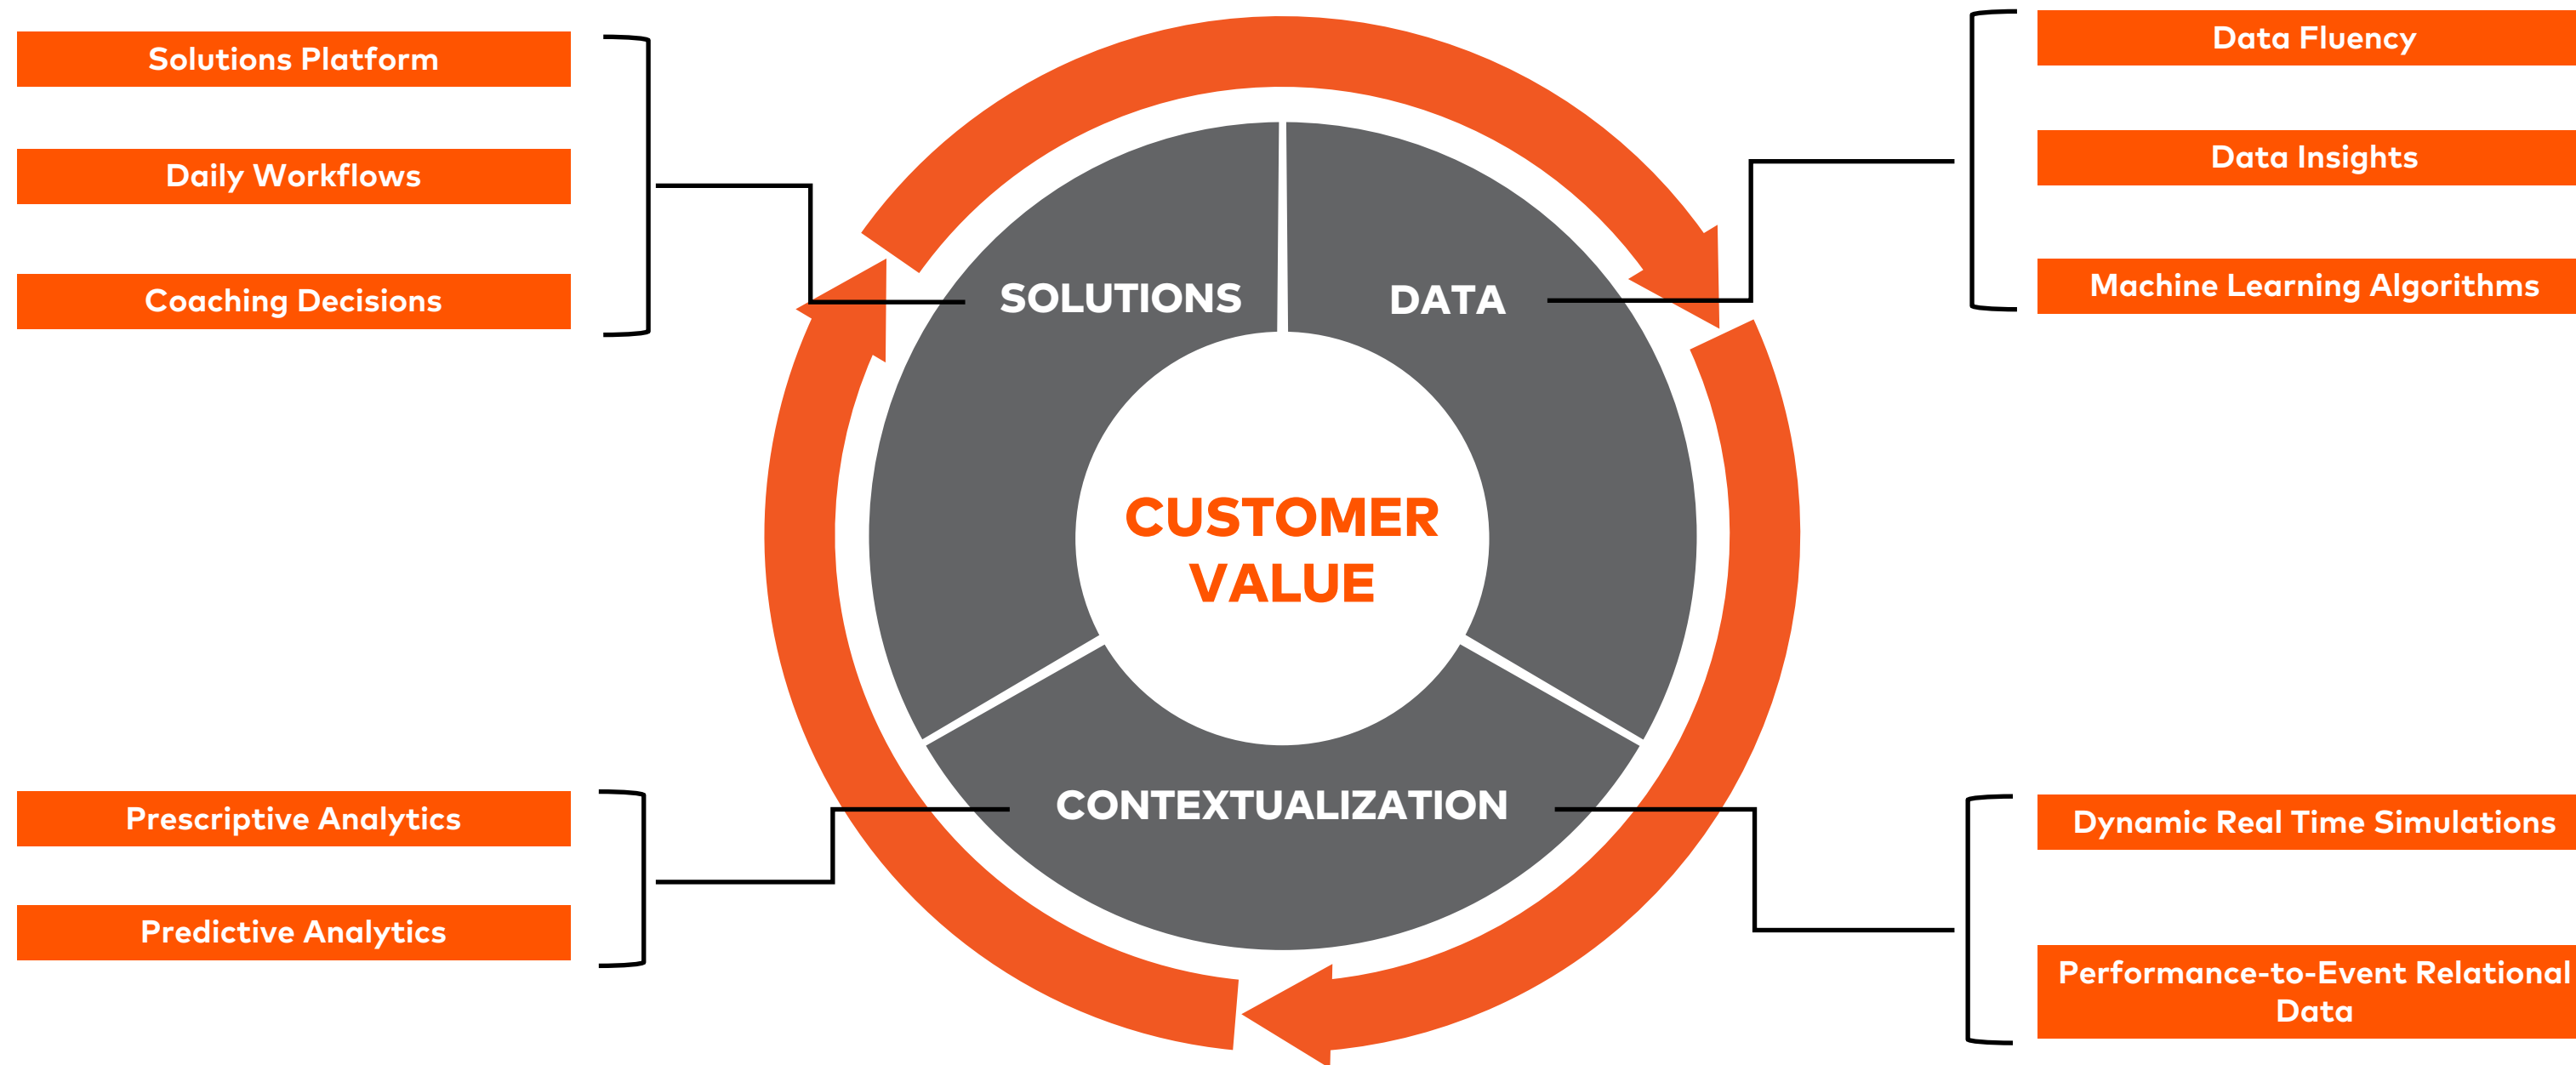 Solutions Platform
Daily Workflows
Coaching Decisions
SOLUTIONS
DATA
Data Fluency
Data Insights
Machine Learning Algorithms
CUSTOMER
VALUE
CONTEXTUALIZATION
Prescriptive Analytics
Predictive Analytics
Dynamic Real Time Simulations
Performance-to-Event Relational
Data